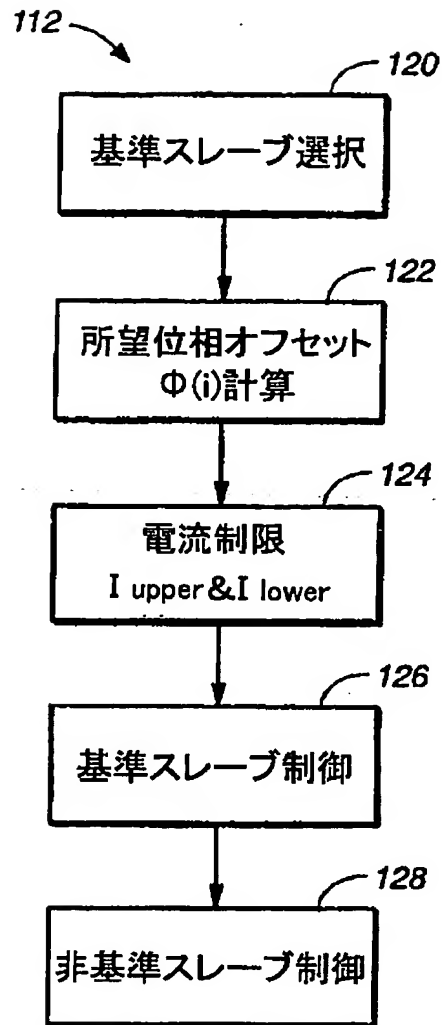 112
120
基準スレーブ選択
122
所望位相オフセット
Φ(i)計算
124
電流制限
I upper&I lower
126
基準スレーブ制御
128
非基準スレーブ制御